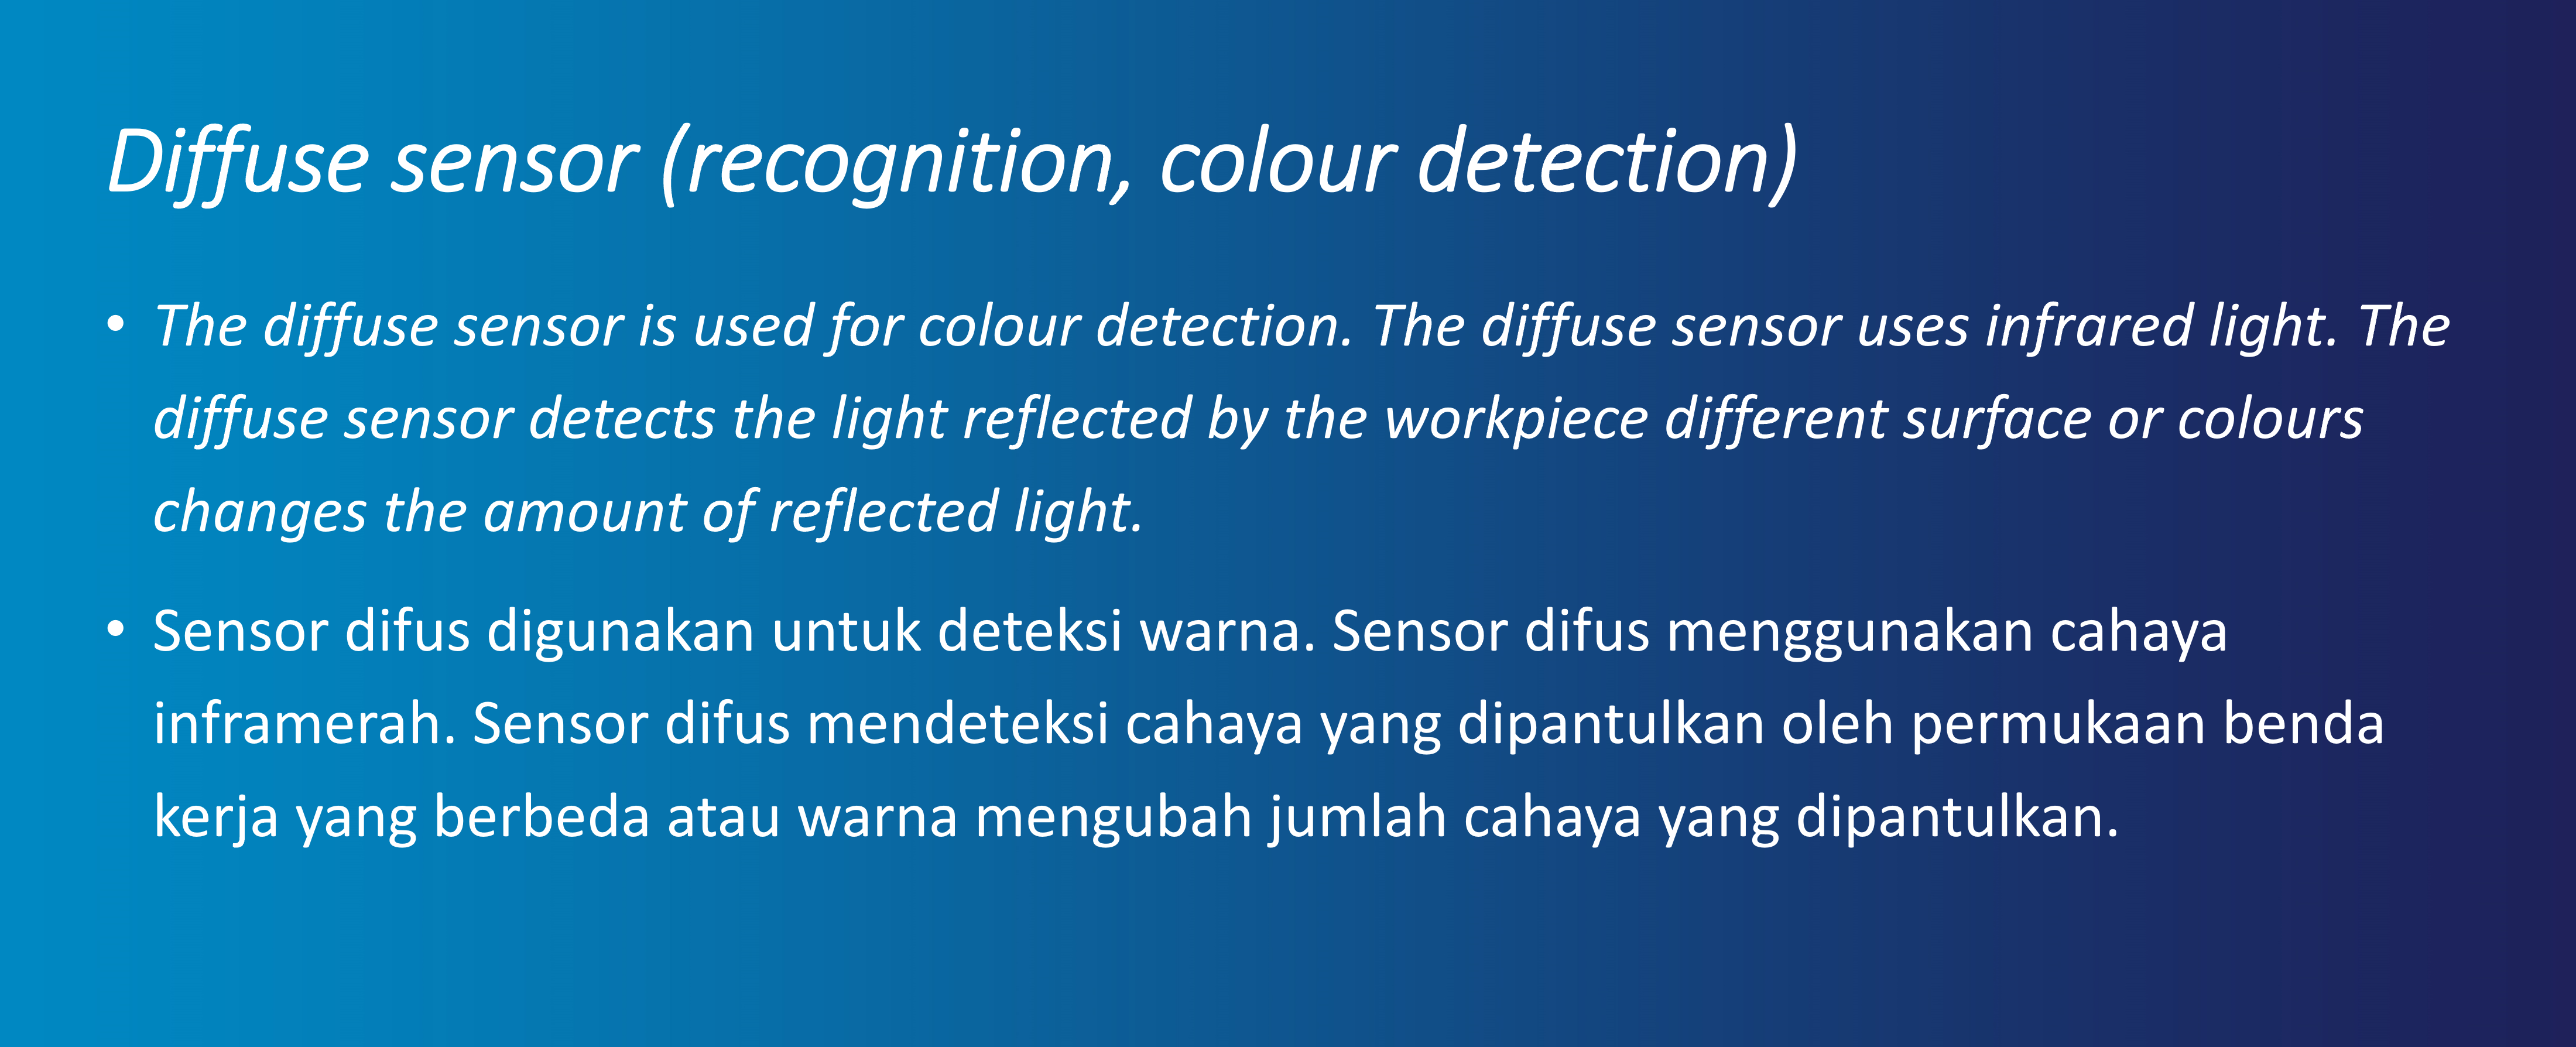 Diffuse sensor (recognition, colour detection)
• The diffuse sensor is used for colour detection. The diffuse sensor uses infrared light. The
diffuse sensor detects the light reflected by the workpiece different surface or colours
changes the amount of reflected light.
• Sensor difus digunakan untuk deteksi warna. Sensor difus menggunakan cahaya
inframerah. Sensor difus mendeteksi cahaya yang dipantulkan oleh permukaan benda
kerja yang berbeda atau warna mengubah jumlah cahaya yang dipantulkan.